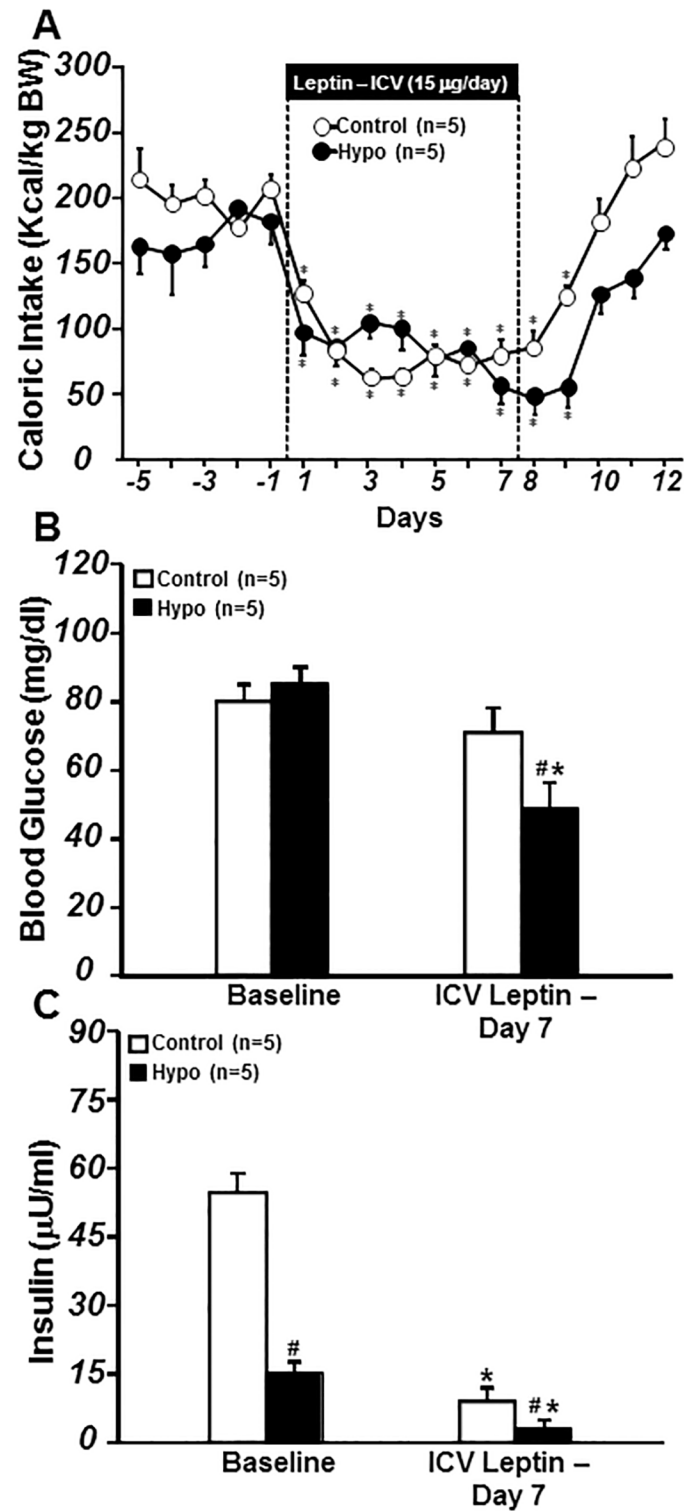 A
Caloric Intake (Kcal/kg BW)
300
250
200
150
100
50
0
Leptin – ICV (15 µg/day)
Control (n=5)
Hypo (n=5)
* * * * * * * * *
* * * * * * * * *
-5 -3 -1 1 3 5 7 8 10 12
Days
B
Blood Glucose (mg/dl)
120
100
80
60
40
20
0
Control (n=5)
Hypo (n=5)
#*
Baseline
ICV Leptin –
Day 7
C
Insulin (µU/ml)
90
75
60
45
30
15
0
Control (n=5)
Hypo (n=5)
#
*
#*
Baseline
ICV Leptin –
Day 7